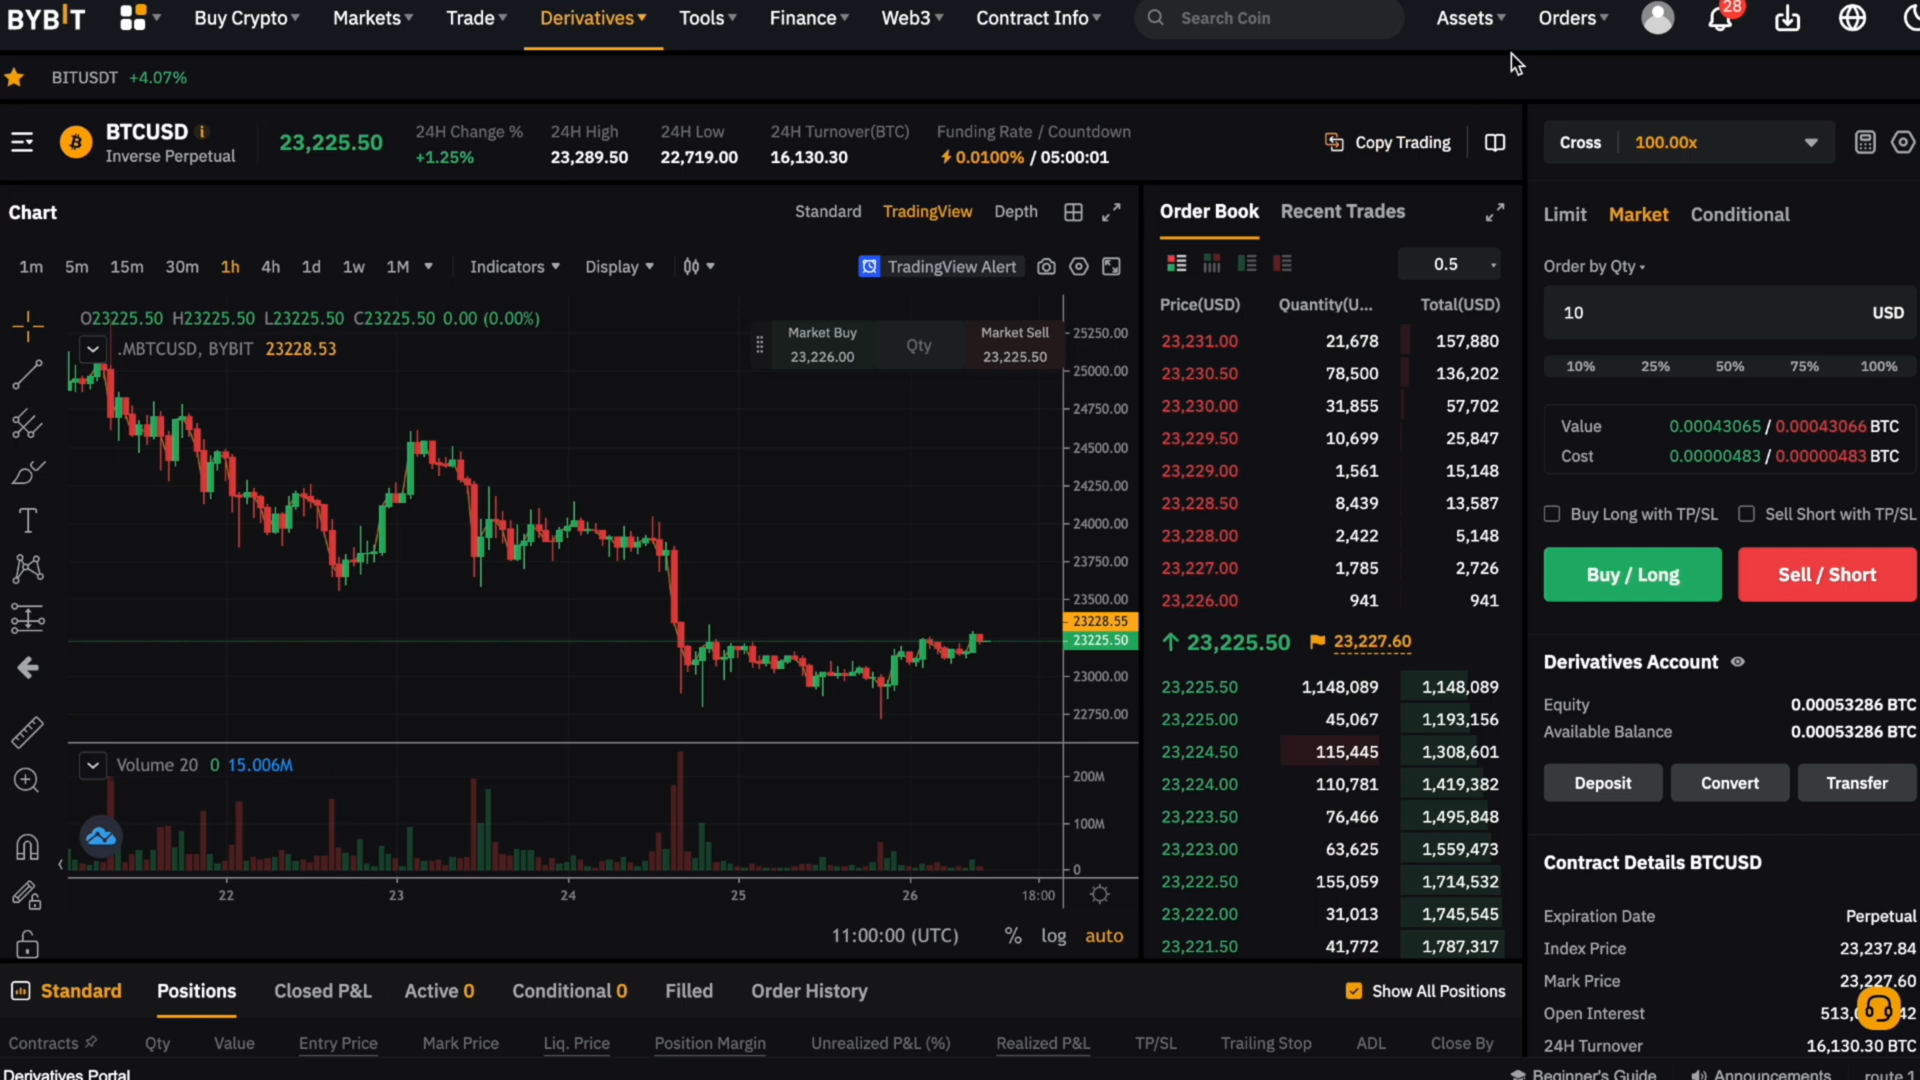 BYBIT
Buy Crypto
Markets
Trade
Derivatives
Tools
Finance
Web3
Contract Info
Search Coin
Assets
Orders
28
BITUSDT +4.07%
BTCUSD
Inverse Perpetual
23,225.50
24H Change %
+1.25%
24H High
23,289.50
24H Low
22,719.00
24H Turnover(BTC)
16,130.30
Funding Rate / Countdown
0.0100% / 05:00:01
Copy Trading
Cross
100.00x
Chart
Standard
TradingView
Depth
1m 5m 15m 30m 1h 4h 1d 1w 1M
Indicators
Display
TradingView Alert
O23225.50 H23225.50 L23225.50 C23225.50 0.00 (0.00%)
.MBTCUSD, BYBIT 23228.53
Market Buy
23,226.00
Qty
Market Sell
23,225.50
25250.00
25000.00
24750.00
24500.00
24250.00
24000.00
23750.00
23500.00
23228.55
23225.50
23000.00
22750.00
Volume 20 0 15.006M
200M
100M
0
22 23 24 25 26 18:00
11:00:00 (UTC) % log auto
Order Book
Recent Trades
0.5
Price(USD) Quantity(U... Total(USD)
23,231.00 21,678 157,880
23,230.50 78,500 136,202
23,230.00 31,855 57,702
23,229.50 10,699 25,847
23,229.00 1,561 15,148
23,228.50 8,439 13,587
23,228.00 2,422 5,148
23,227.00 1,785 2,726
23,226.00 941 941
23,225.50 23,227.60
23,225.50 1,148,089 1,148,089
23,225.00 45,067 1,193,156
23,224.50 115,445 1,308,601
23,224.00 110,781 1,419,382
23,223.50 76,466 1,495,848
23,223.00 63,625 1,559,473
23,222.50 155,059 1,714,532
23,222.00 31,013 1,745,545
23,221.50 41,772 1,787,317
Limit
Market
Conditional
Order by Qty
10 USD
10% 25% 50% 75% 100%
Value 0.00043065 / 0.00043066 BTC
Cost 0.00000483 / 0.00000483 BTC
Buy Long with TP/SL
Sell Short with TP/SL
Buy / Long
Sell / Short
Derivatives Account
Equity 0.00053286 BTC
Available Balance 0.00053286 BTC
Deposit
Convert
Transfer
Contract Details BTCUSD
Expiration Date Perpetual
Index Price 23,237.84
Mark Price 23,227.60
Open Interest 513, 42
24H Turnover 16,130.30 BTC
Standard
Positions
Closed P&L
Active 0
Conditional 0
Filled
Order History
Show All Positions
Contracts Qty Value Entry Price Mark Price Liq. Price Position Margin Unrealized P&L (%) Realized P&L TP/SL Trailing Stop ADL Close By
Derivatives Portal
Beginner's Guide
Announcements
route 1